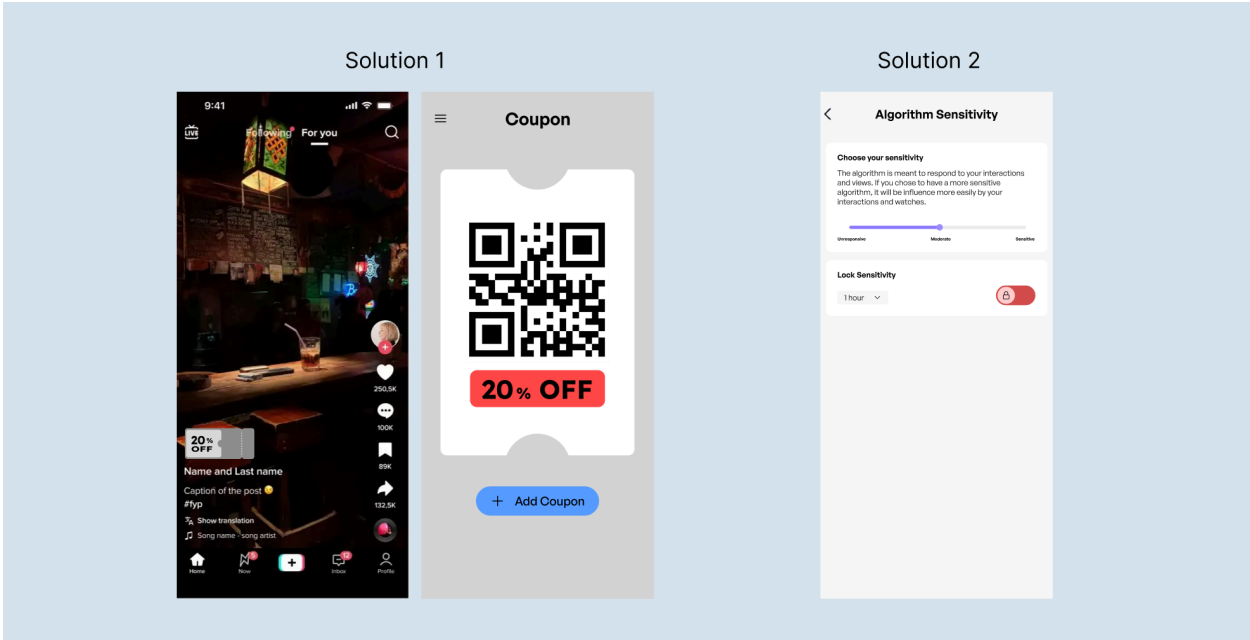 Solution 1
Solution 2
9:41
LIVE
Following
For you
250,5K
100K
89K
132,5K
20%
OFF
Name and Last name
Caption of the post
#fyp
Show translation
Song name - song artist
Home
Now
5
Inbox
12
Profile
Coupon
20% OFF
+ Add Coupon
Algorithm Sensitivity
Choose your sensitivity
The algorithm is meant to respond to your interactions
and views. If you chose to have a more sensitive
algorithm, it will be influence more easily by your
interactions and watches.
Unresponsive
Moderate
Sensitive
Lock Sensitivity
1 hour